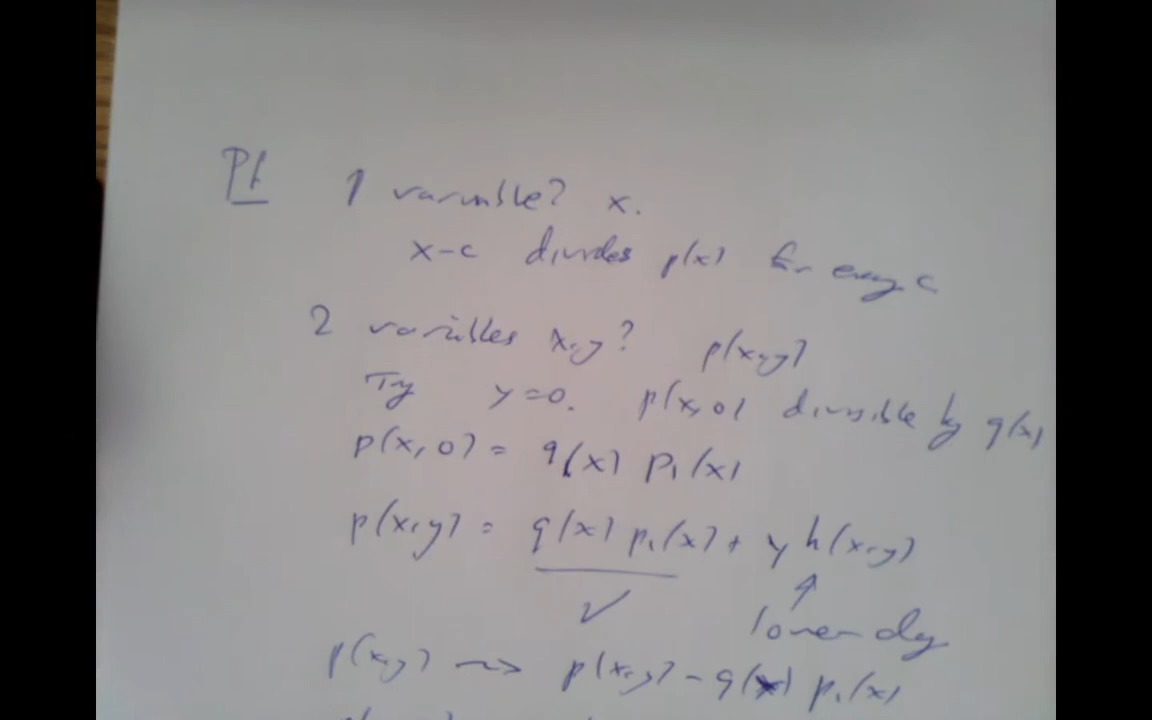 Pf 1 variable? x.
x-c divides p(x) for every c
2 variables x,y? p(x,y)
Try y=0. p(x,0) divisible by q(x)
p(x,0) = q(x) p₁(x)
p(x,y) = q(x) p₁(x) + y h(x,y)
✓ ↑
lower deg
p(x,y) ⇝ p(x,y) - q(x) p₁(x)